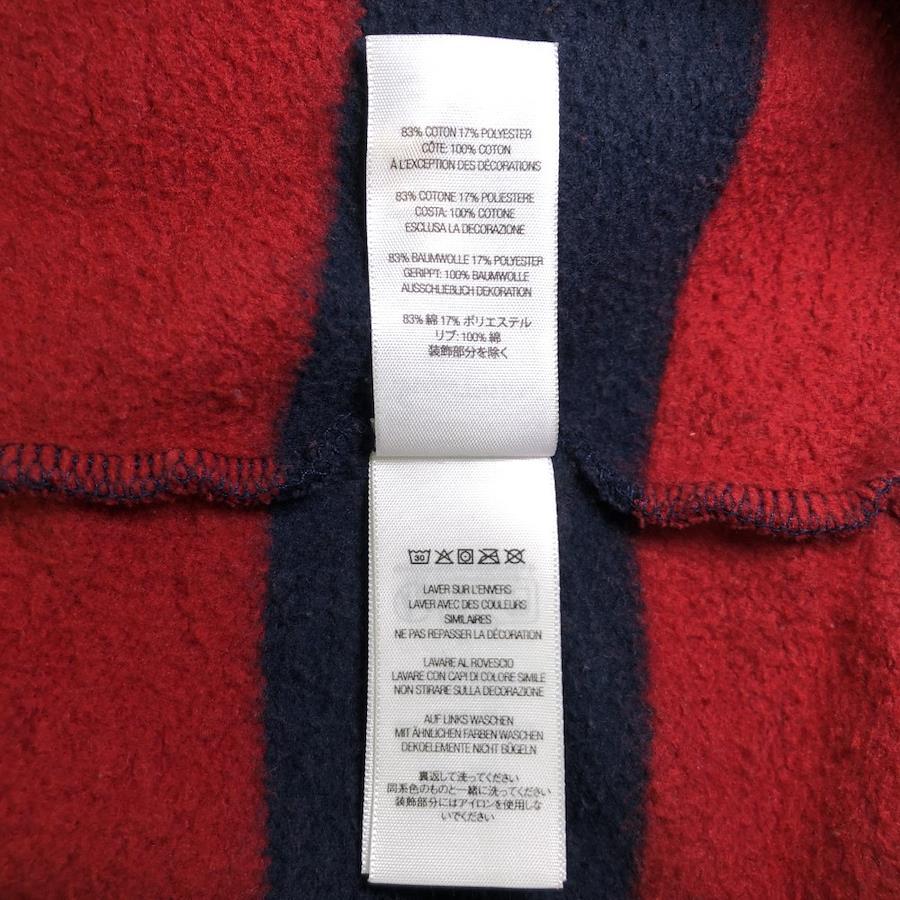 83% COTON 17% POLYESTER
CÔTE: 100% COTON
À L'EXCEPTION DES DÉCORATIONS
83% COTONE 17% POLIESTERE
COSTA: 100% COTONE
ESCLUSA LA DECORAZIONE
83% BAUMWOLLE 17% POLYESTER
GERIPPT: 100% BAUMWOLLE
AUSSCHLIEBLICH DEKORATION
83% 綿 17% ポリエステル
リブ: 100% 綿
装飾部分を除く
30
LAVER SUR L'ENVERS
LAVER AVEC DES COULEURS
SIMILAIRES
NE PAS REPASSER LA DÉCORATION
LAVARE AL ROVESCIO
LAVARE CON CAPI DI COLORE SIMILE
NON STIRARE SULLA DECORAZIONE
AUF LINKS WASCHEN
MIT ÄHNLICHEN FARBEN WASCHEN
DEKOELEMENTE NICHT BÜGELN
裏返して洗ってください
同系色のものと一緒に洗ってください
装飾部分にはアイロンを使用しな
いでください